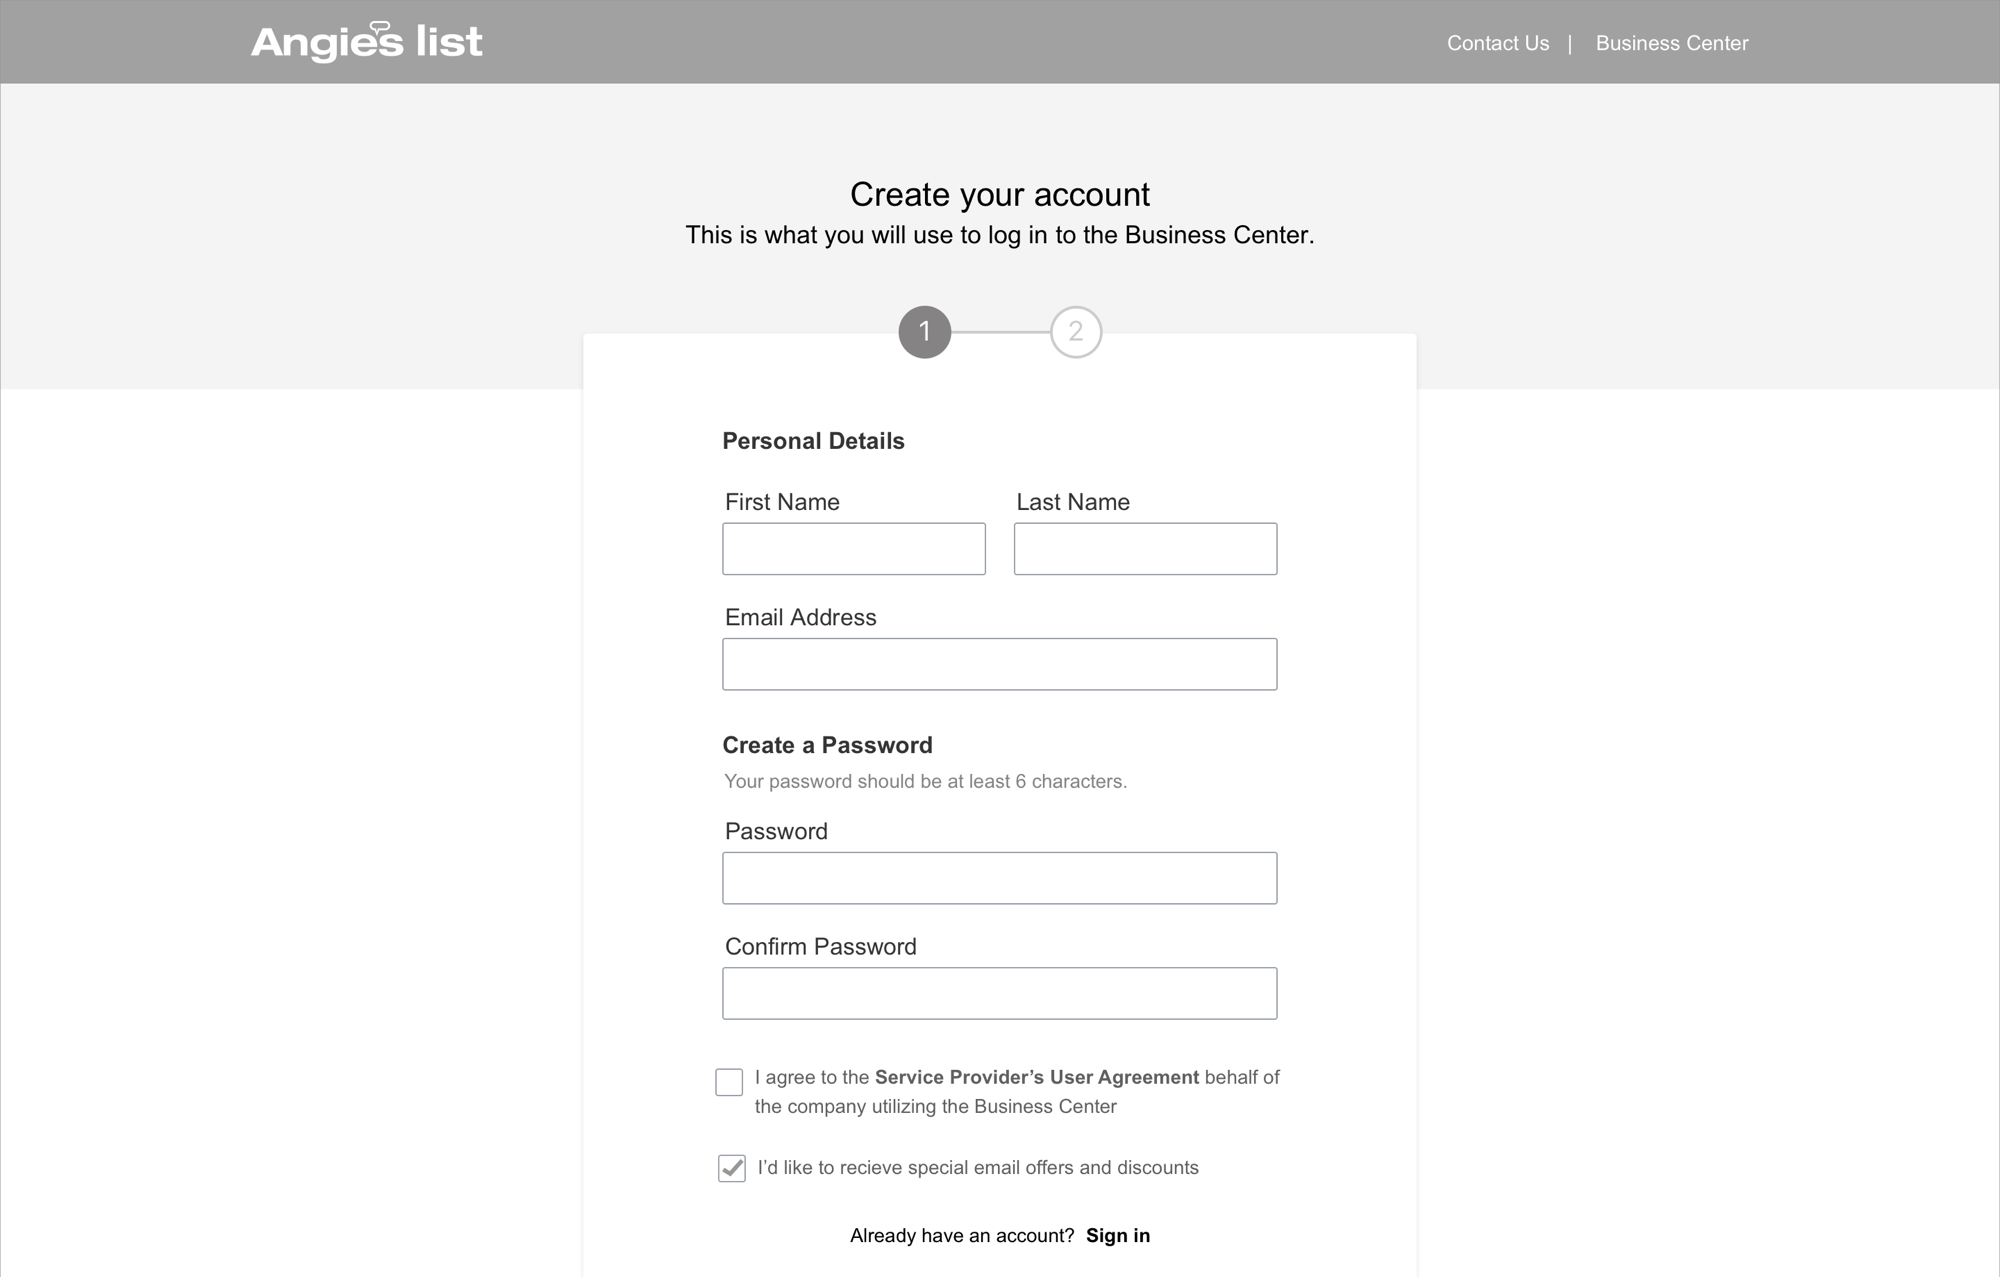 Angie's list
Contact Us | Business Center
Create your account
This is what you will use to log in to the Business Center.
1 2
Personal Details
First Name Last Name
Email Address
Create a Password
Your password should be at least 6 characters.
Password
Confirm Password
I agree to the Service Provider’s User Agreement behalf of
the company utilizing the Business Center
I’d like to recieve special email offers and discounts
Already have an account? Sign in